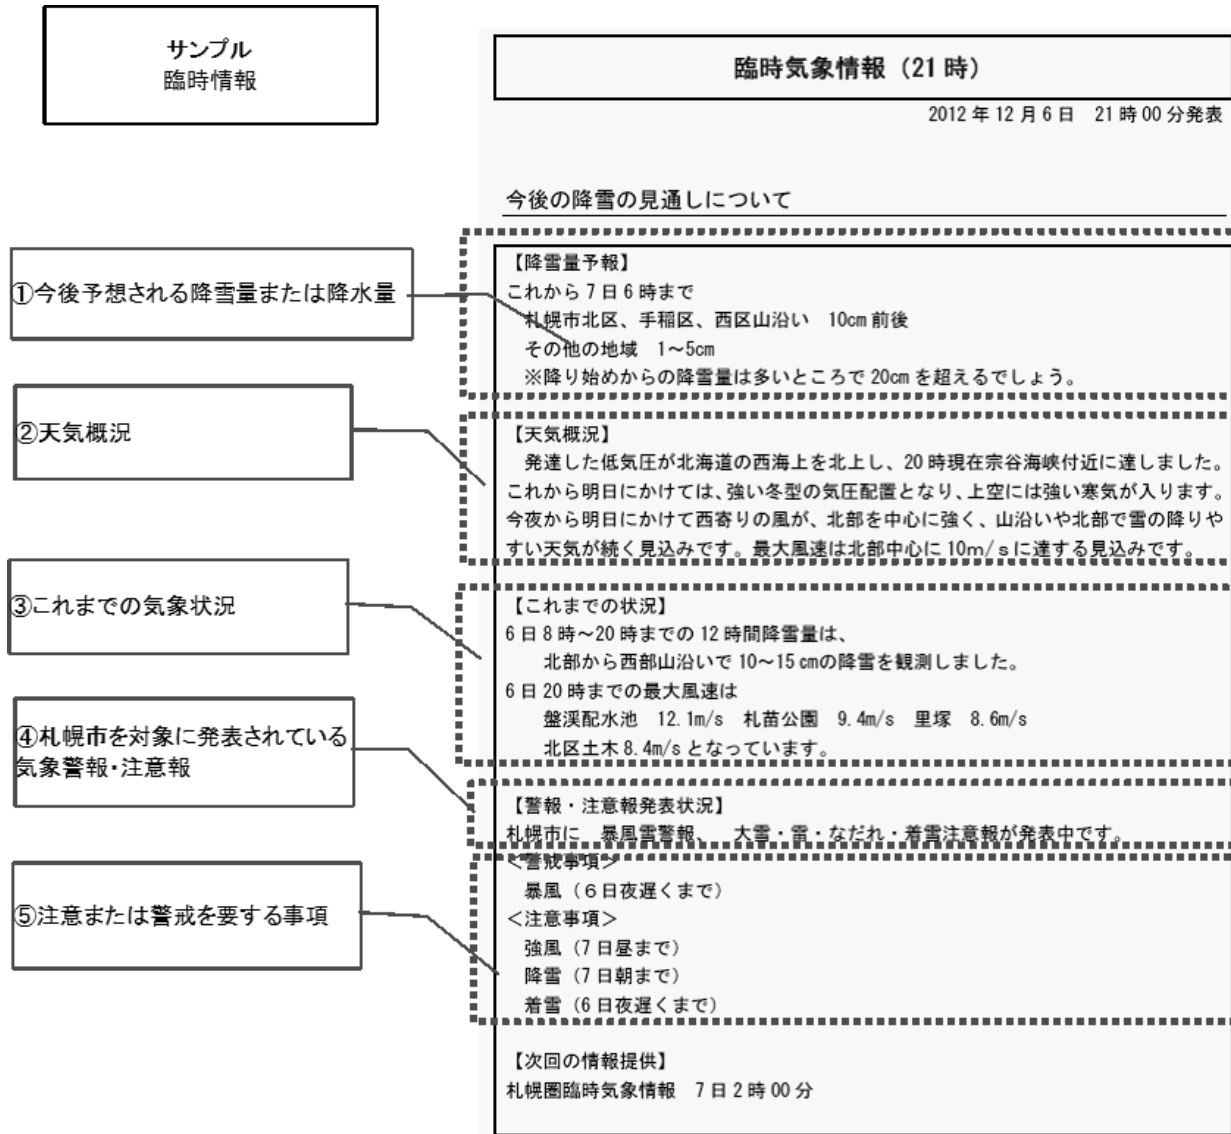 サンプル
臨時情報
臨時気象情報（21時）
2012年12月6日　21時00分発表
今後の降雪の見通しについて
①今後予想される降雪量または降水量
【降雪量予報】
これから7日6時まで
札幌市北区、手稲区、西区山沿い　10cm前後
その他の地域　1～5cm
※降り始めからの降雪量は多いところで20cmを超えるでしょう。
②天気概況
【天気概況】
発達した低気圧が北海道の西海上を北上し、20時現在宗谷海峡付近に達しました。
これから明日にかけては、強い冬型の気圧配置となり、上空には強い寒気が入ります。
今夜から明日にかけて西寄りの風が、北部を中心に強く、山沿いや北部で雪の降りや
すい天気が続く見込みです。最大風速は北部中心に10m/sに達する見込みです。
③これまでの気象状況
【これまでの状況】
6日8時～20時までの12時間降雪量は、
北部から西部山沿いで10～15cmの降雪を観測しました。
6日20時までの最大風速は
盤渓配水池　12.1m/s　札苗公園　9.4m/s　里塚　8.6m/s
北区土木8.4m/sとなっています。
④札幌市を対象に発表されている
気象警報・注意報
【警報・注意報発表状況】
札幌市に　暴風雪警報、　大雪・雷・なだれ・着雪注意報が発表中です。
⑤注意または警戒を要する事項
＜警戒事項＞
暴風（6日夜遅くまで）
＜注意事項＞
強風（7日昼まで）
降雪（7日朝まで）
着雪（6日夜遅くまで）
【次回の情報提供】
札幌圏臨時気象情報　7日2時00分